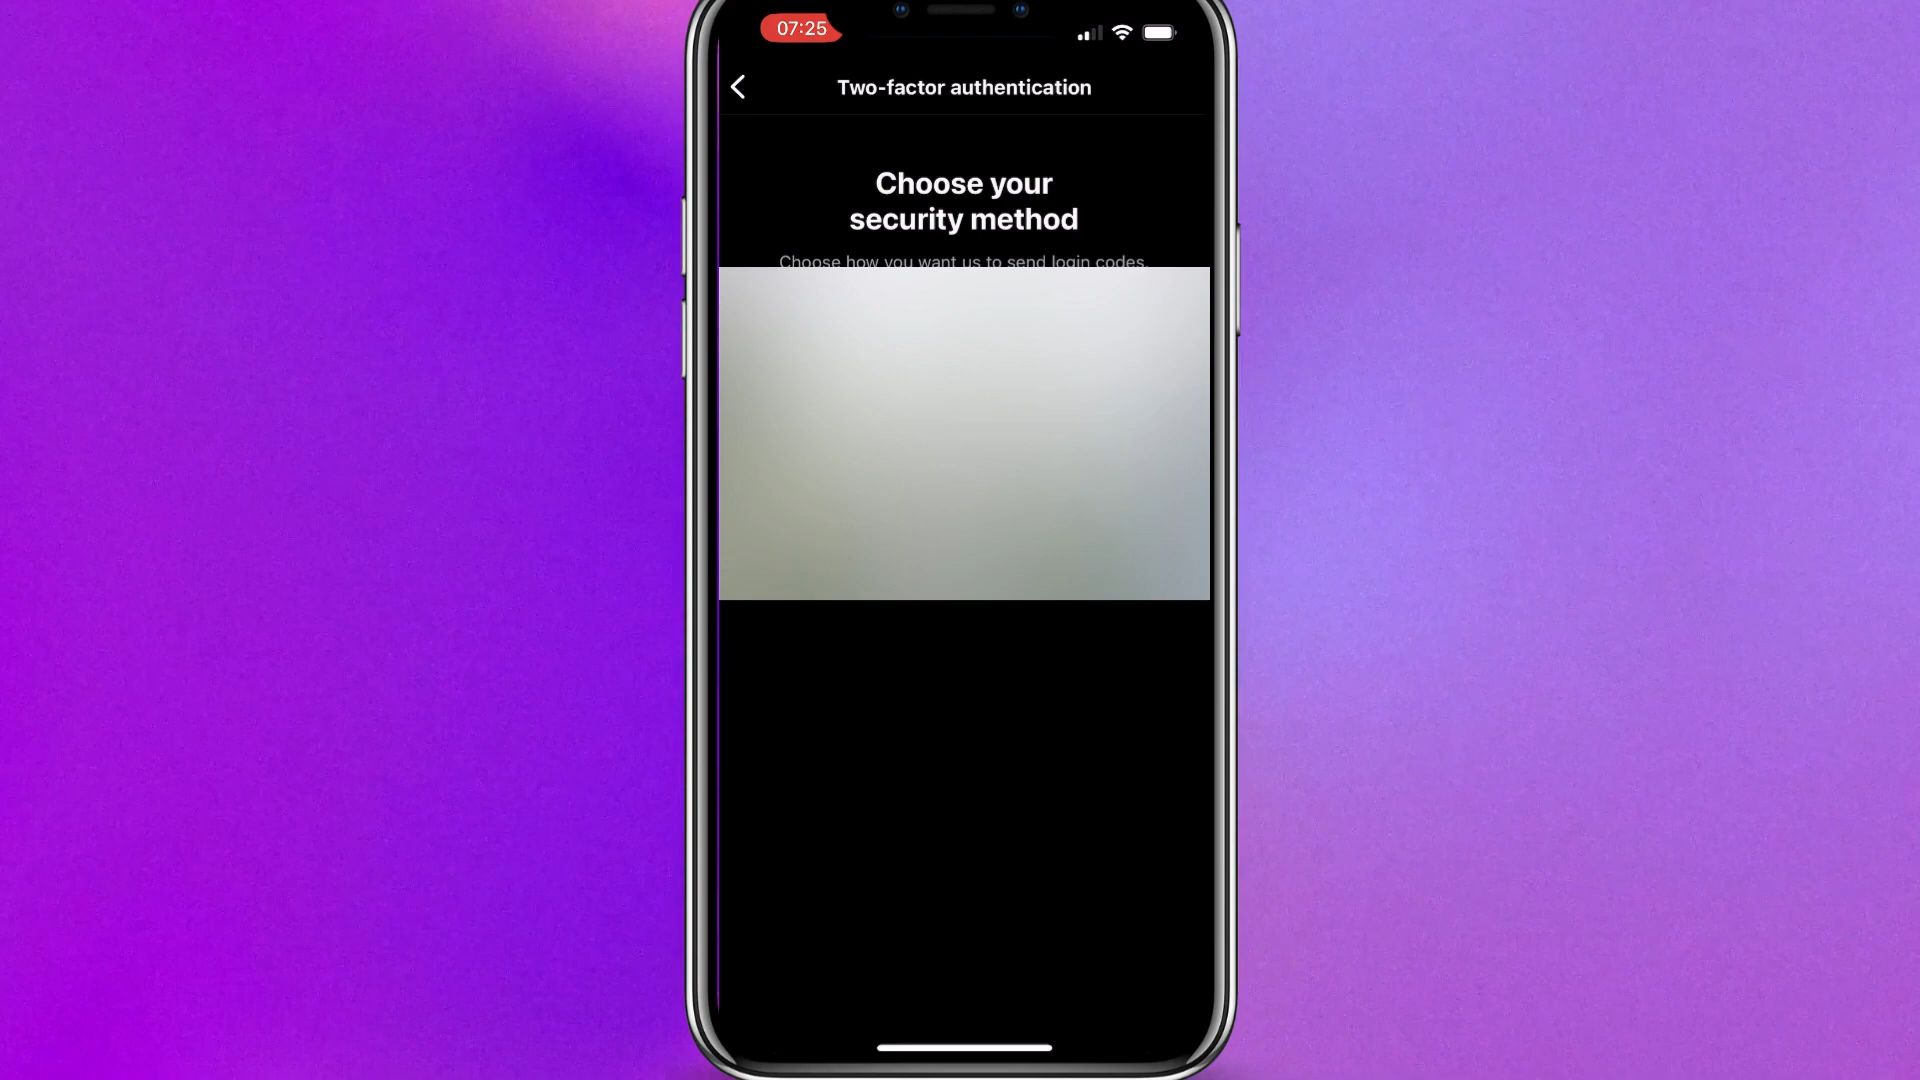 07:25
Two-factor authentication
Choose your
security method
Choose how you want us to send login codes.